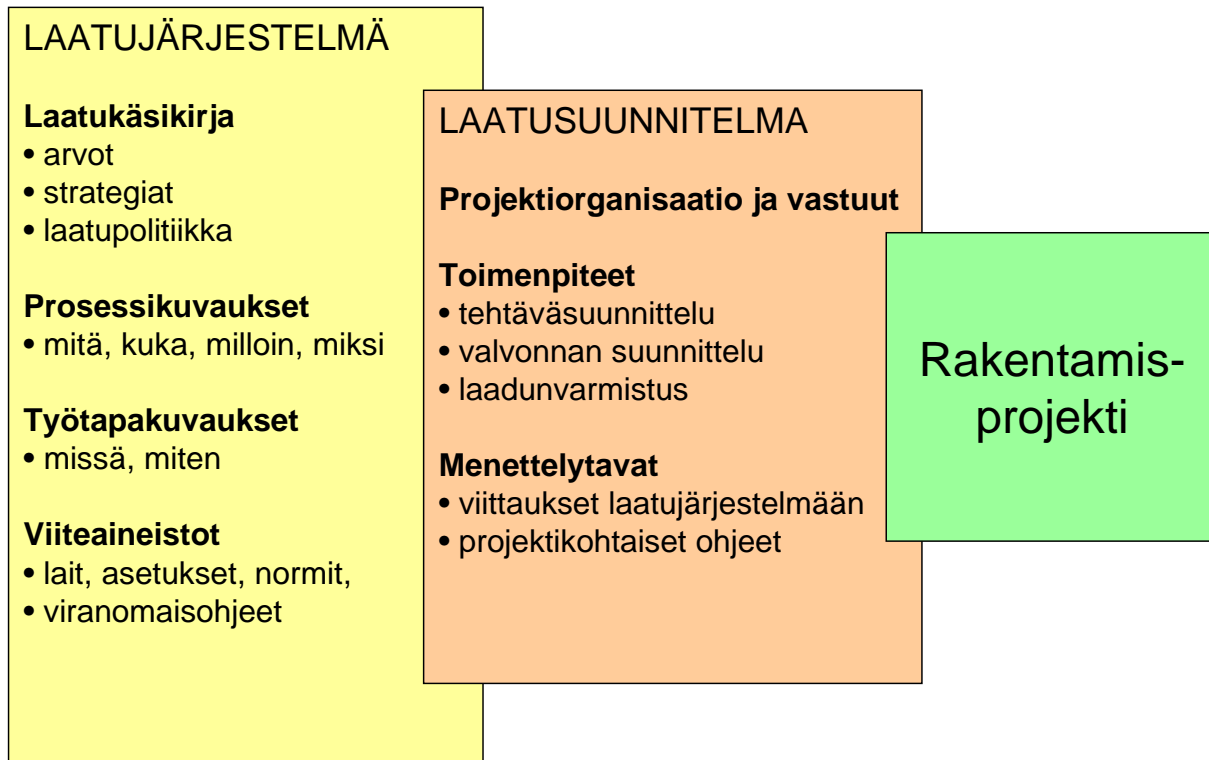 LAATUJÄRJESTELMÄ
Laatukäsikirja
• arvot
• strategiat
• laatupolitiikka
Prosessikuvaukset
• mitä, kuka, milloin, miksi
Työtapakuvaukset
• missä, miten
Viiteaineistot
• lait, asetukset, normit,
• viranomaisohjeet
LAATUSUUNNITELMA
Projektiorganisaatio ja vastuut
Toimenpiteet
• tehtäväsuunnittelu
• valvonnan suunnittelu
• laadunvarmistus
Menettelytavat
• viittaukset laatujärjestelmään
• projektikohtaiset ohjeet
Rakentamis-
projekti